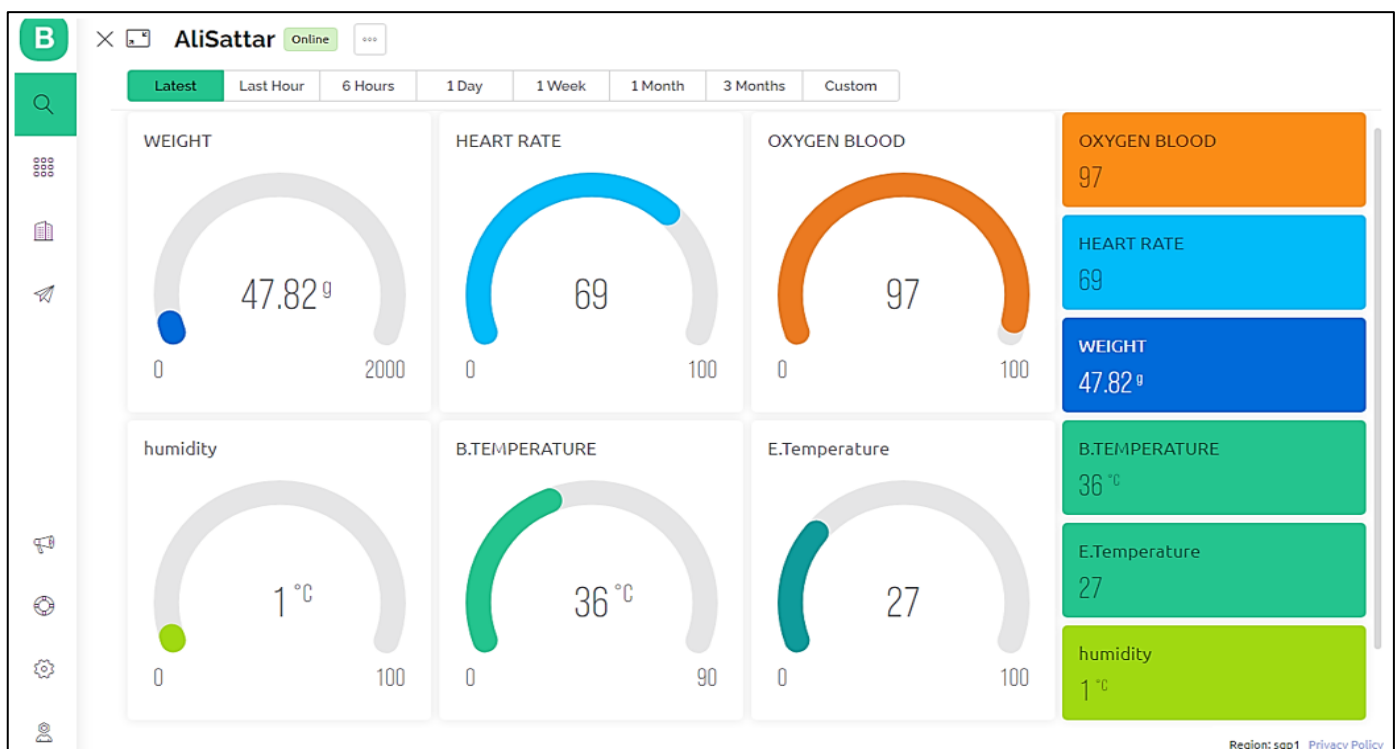 B
AliSattar Online
Latest Last Hour 6 Hours 1 Day 1 Week 1 Month 3 Months Custom
WEIGHT
47.82 g
0 2000
HEART RATE
69
0 100
OXYGEN BLOOD
97
0 100
humidity
1 °C
0 100
B.TEMPERATURE
36 °C
0 90
E.Temperature
27
0 100
OXYGEN BLOOD
97
HEART RATE
69
WEIGHT
47.82 g
B.TEMPERATURE
36 °C
E.Temperature
27
humidity
1 °C
Region: sgp1 Privacy Policy